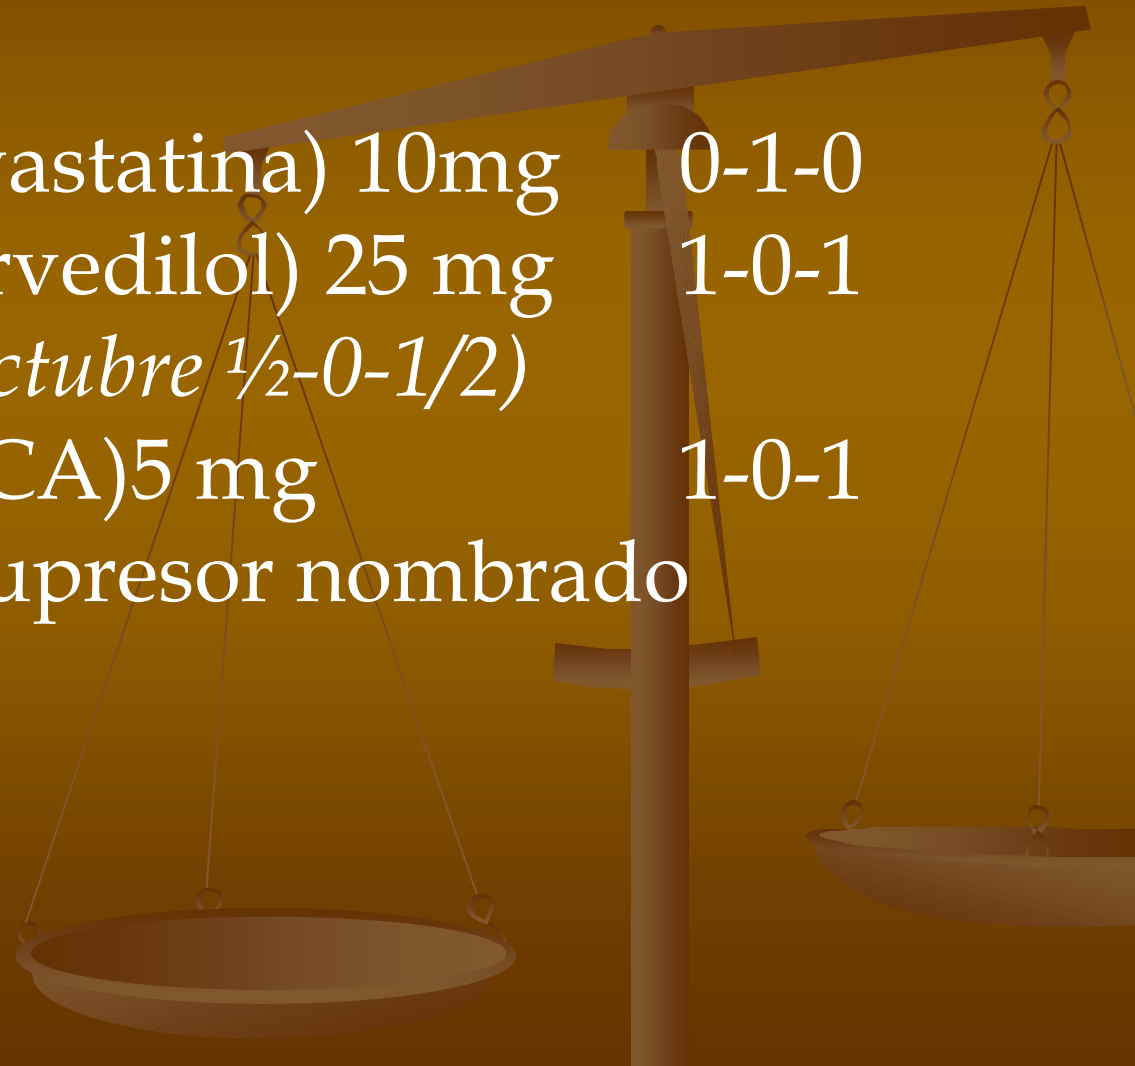 vastatina) 10mg 0-1-0
rvedilol) 25 mg 1-0-1
ctubre ½-0-1/2)
CA)5 mg 1-0-1
upresor nombrado